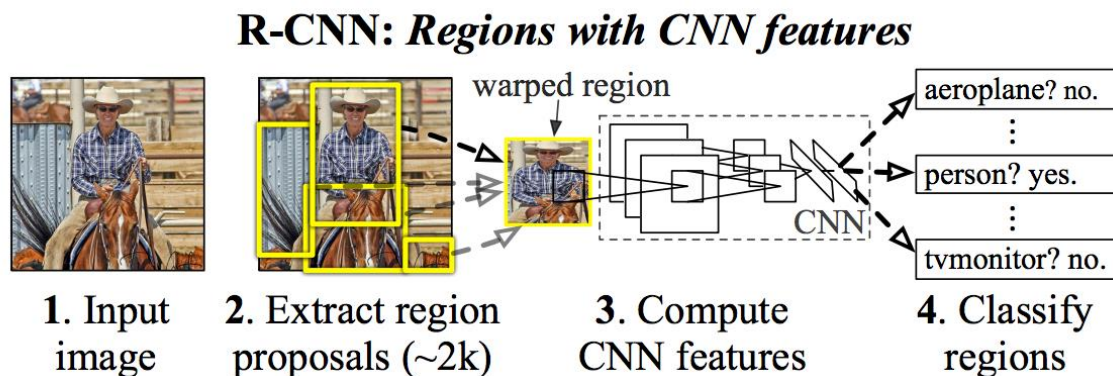 R-CNN: Regions with CNN features
warped region
aeroplane? no.
⋮
person? yes.
⋮
tvmonitor? no.
CNN
1. Input
image
2. Extract region
proposals (~2k)
3. Compute
CNN features
4. Classify
regions